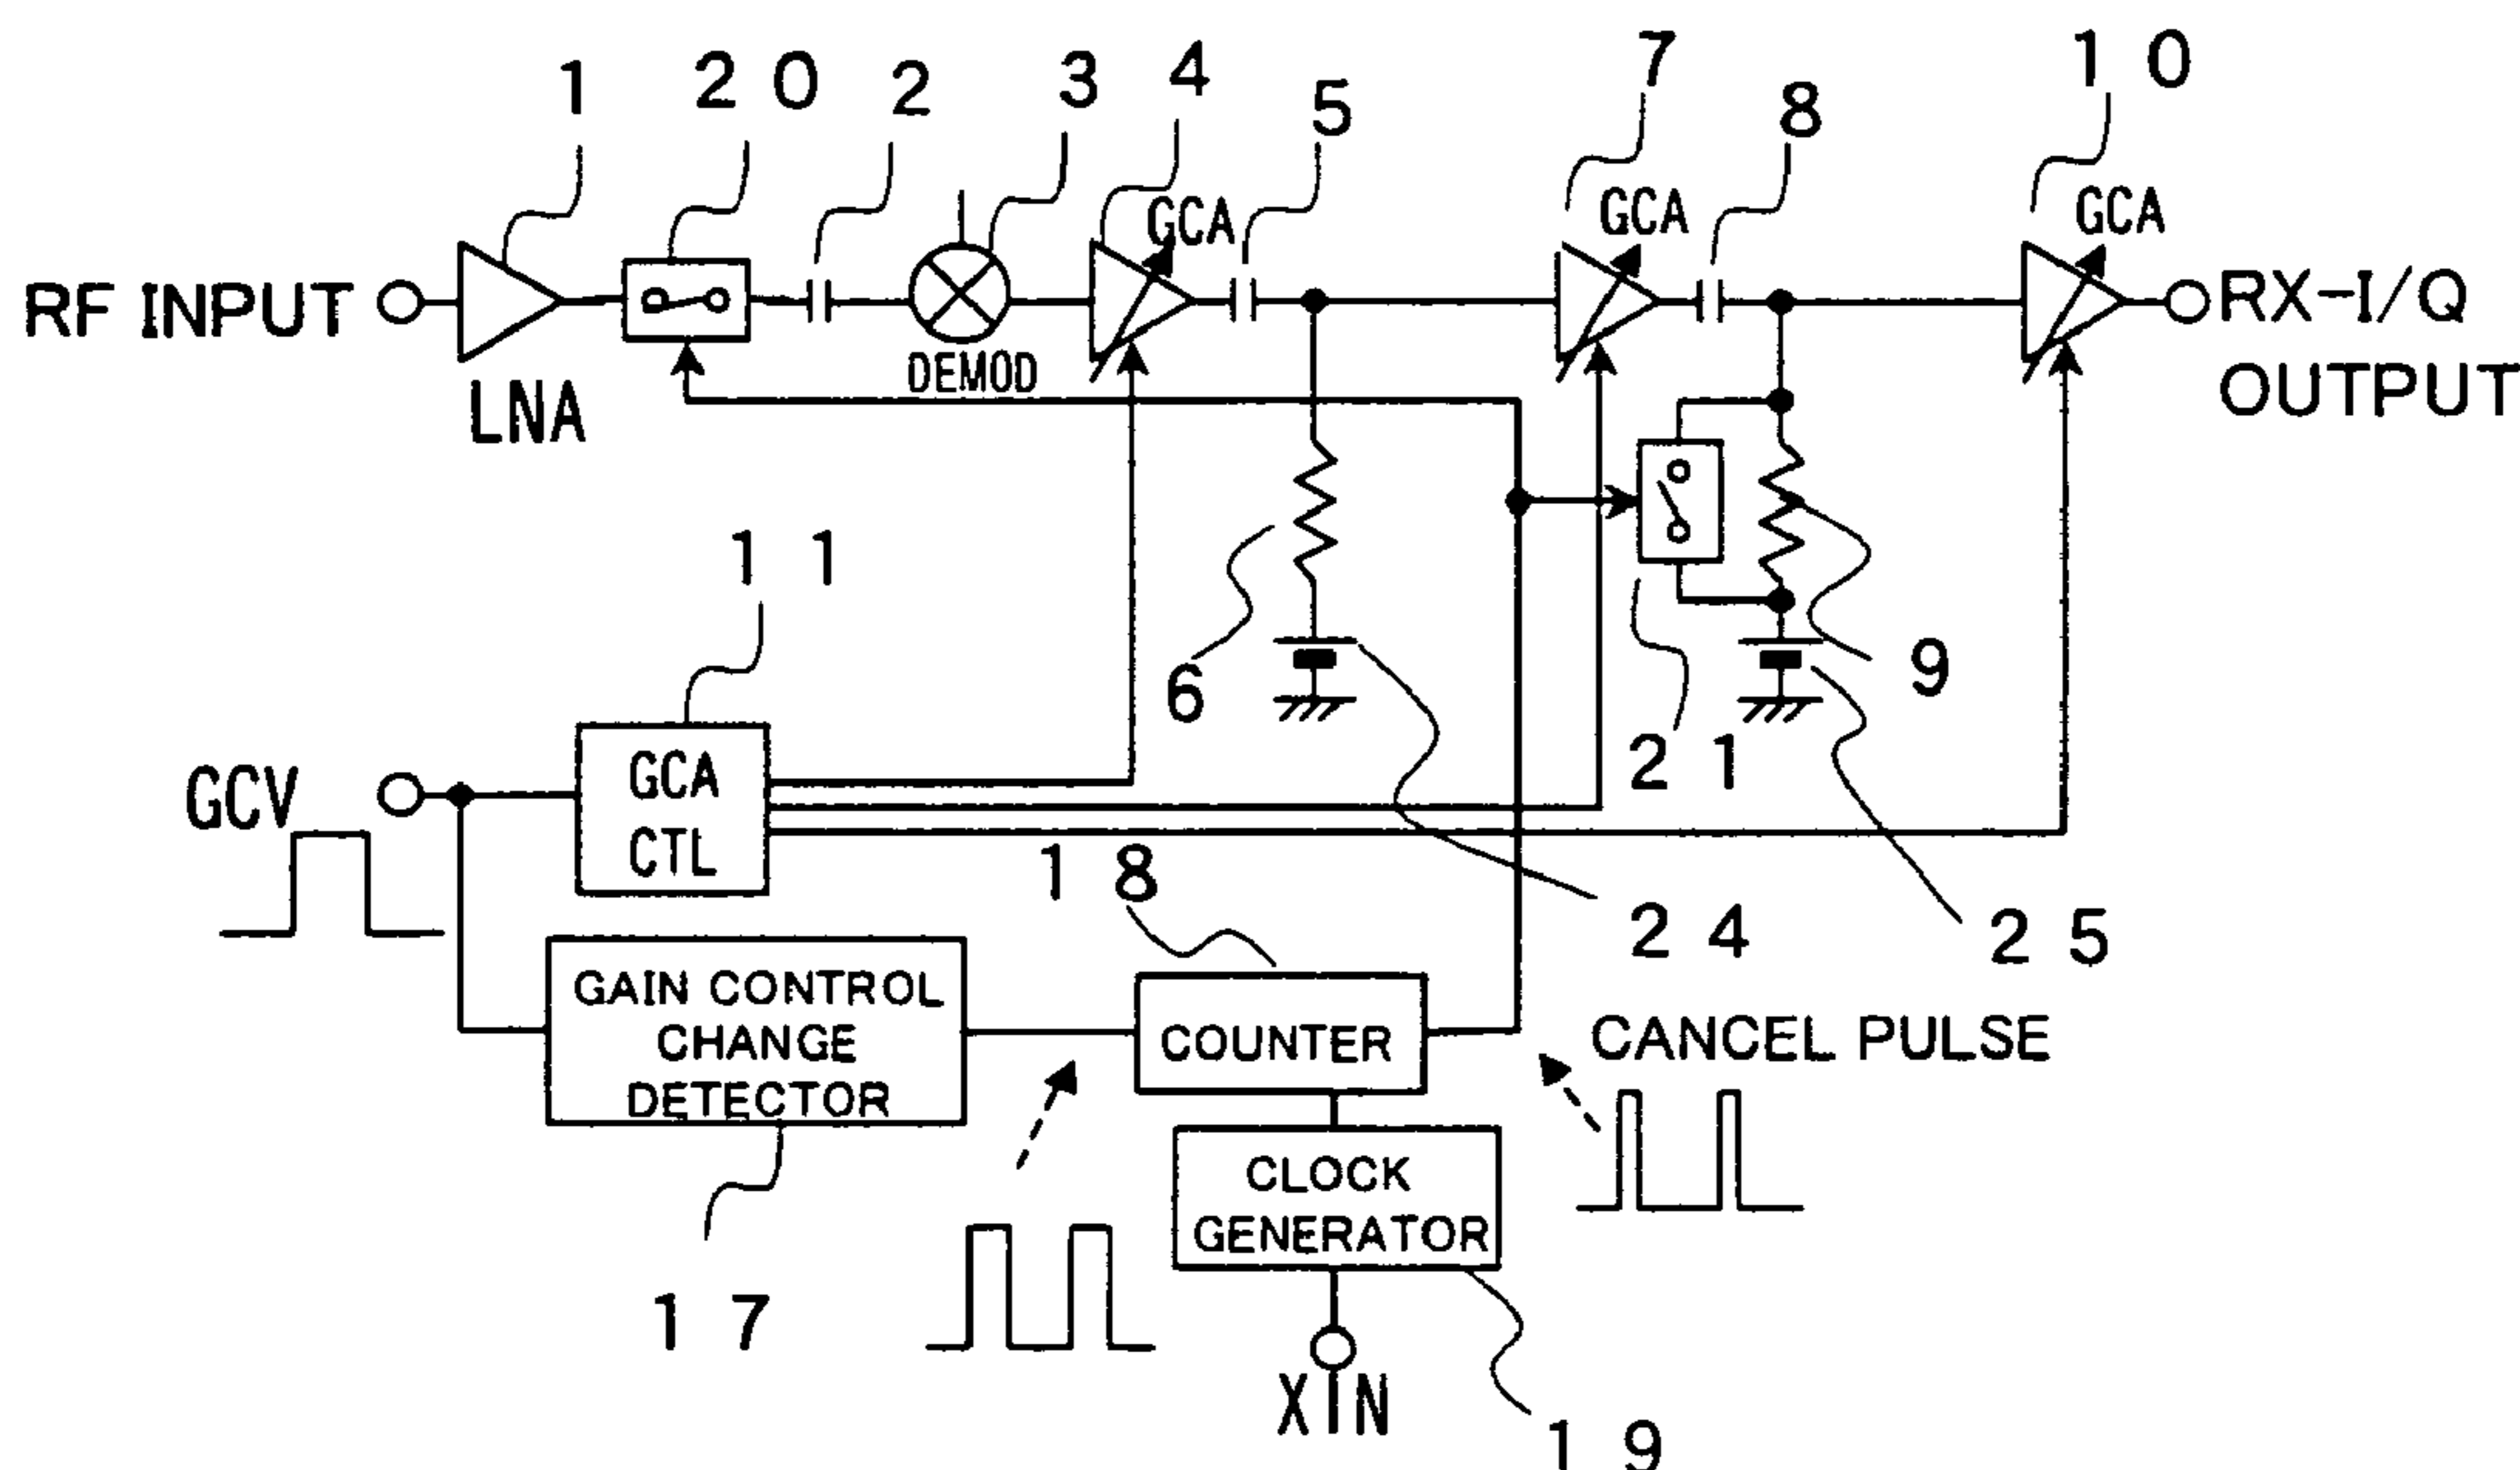 1
2 0
2
3
4
5
7
8
1 0
GCA
GCA
GCA
RF INPUT
RX-I/Q
OUTPUT
LNA
DEMOD
1 1
6
9
2 1
GCV
GCA
CTL
1 8
2 4
2 5
GAIN CONTROL
CHANGE
DETECTOR
COUNTER
CANCEL PULSE
CLOCK
GENERATOR
1 7
XIN
1 9